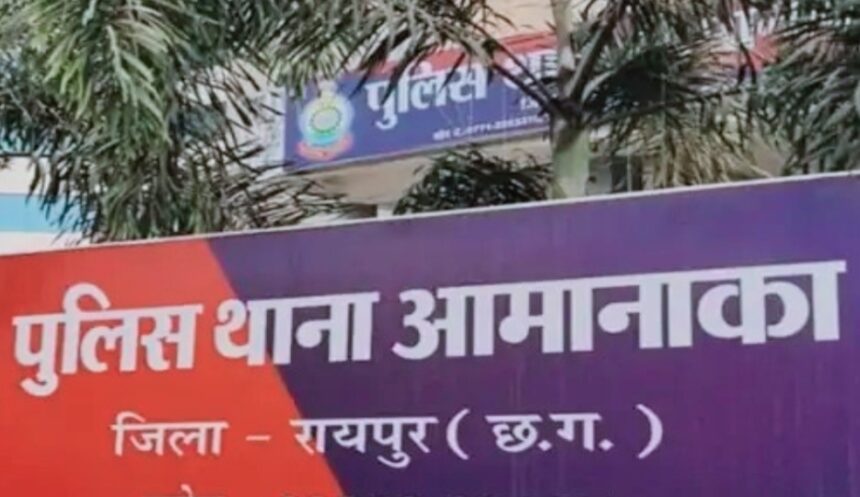 पुलिस
पुलिस थाना आमानाका
जिला - रायपुर ( छ.ग. )